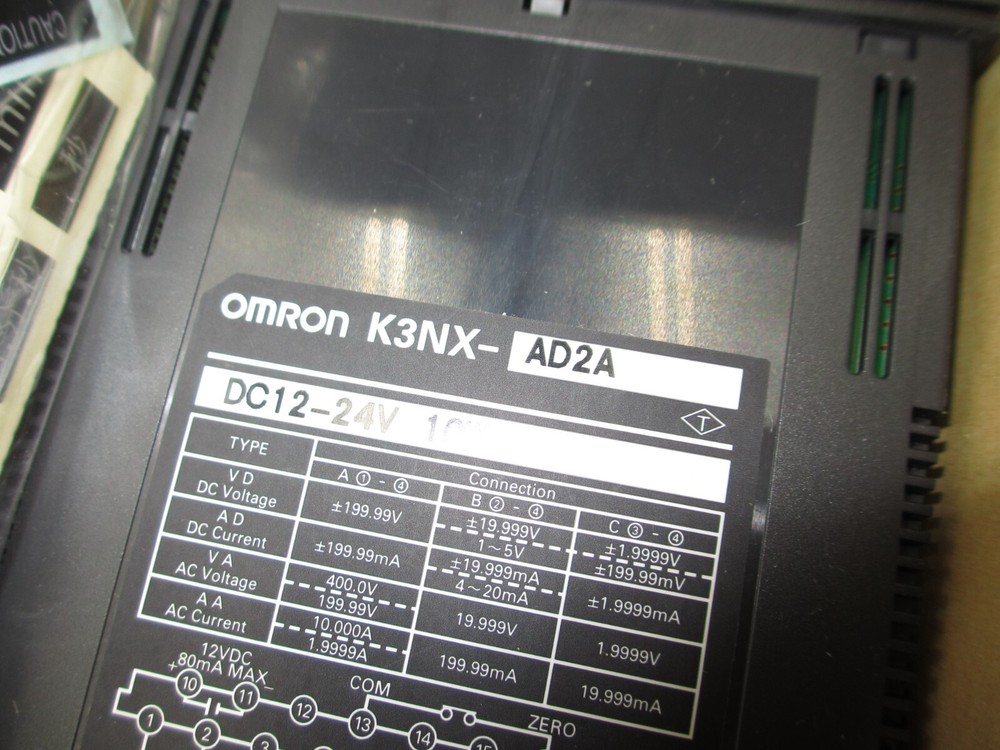 CAUTION
OMRON K3NX- AD2A
T
DC12-24V
TYPE
Connection
A ① - ④
B ② - ④
C ③ - ④
V D
DC Voltage
±199.99V
±19.999V
1~5V
±1.9999V
±199.99mV
A D
DC Current
±199.99mA
±19.999mA
4~20mA
±1.9999mA
V A
AC Voltage
400.0V
199.99V
19.999V
1.9999V
A A
AC Current
10.000A
1.9999A
199.99mA
19.999mA
12VDC
+80mA MAX_
COM
ZERO
⑩ ⑪ ⑫ ⑬ ⑭ ⑮
① ② ③